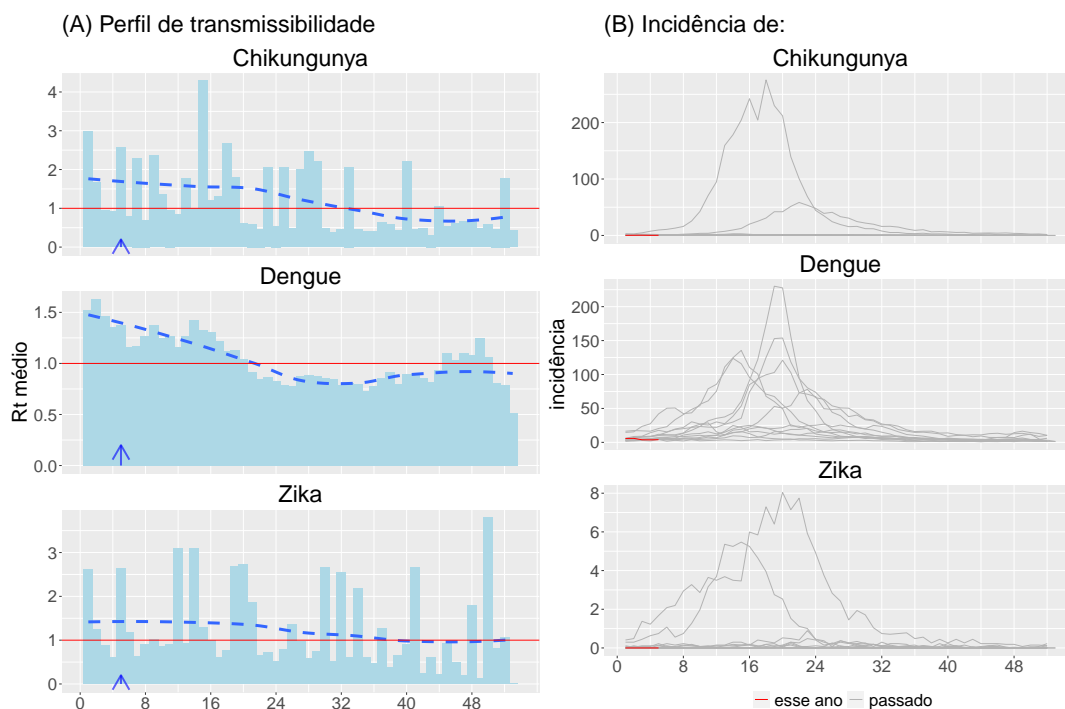 (A) Perfil de transmissibilidade
Chikungunya
4
3
2
1
0
Dengue
1.5
1.0
0.5
0.0
Rt médio
Zika
3
2
1
0
0 8 16 24 32 40 48
(B) Incidência de:
Chikungunya
200
100
0
Dengue
200
150
100
50
0
incidência
Zika
8
6
4
2
0
0 8 16 24 32 40 48
esse ano passado